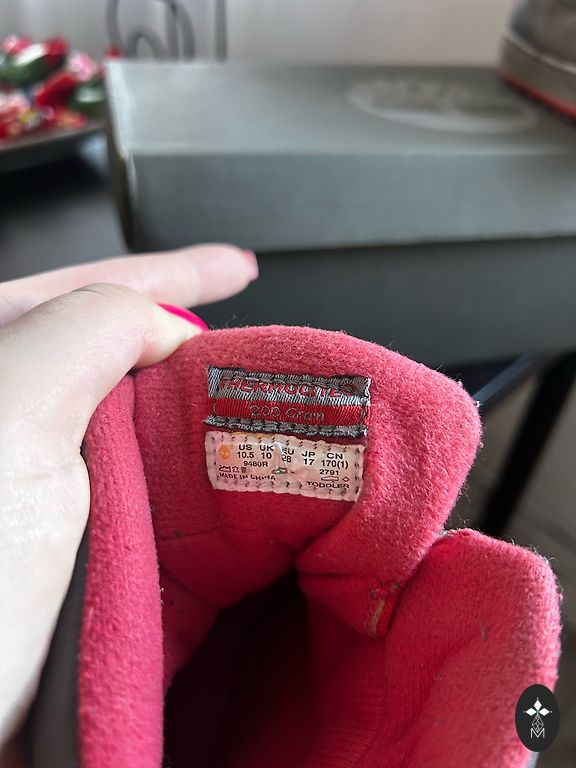 THERMOLITE®
200 Gram
US UK EU JP CN
10.5 10 28 17 170(1)
9480R 2791
MADE IN CHINA TODDLER
M